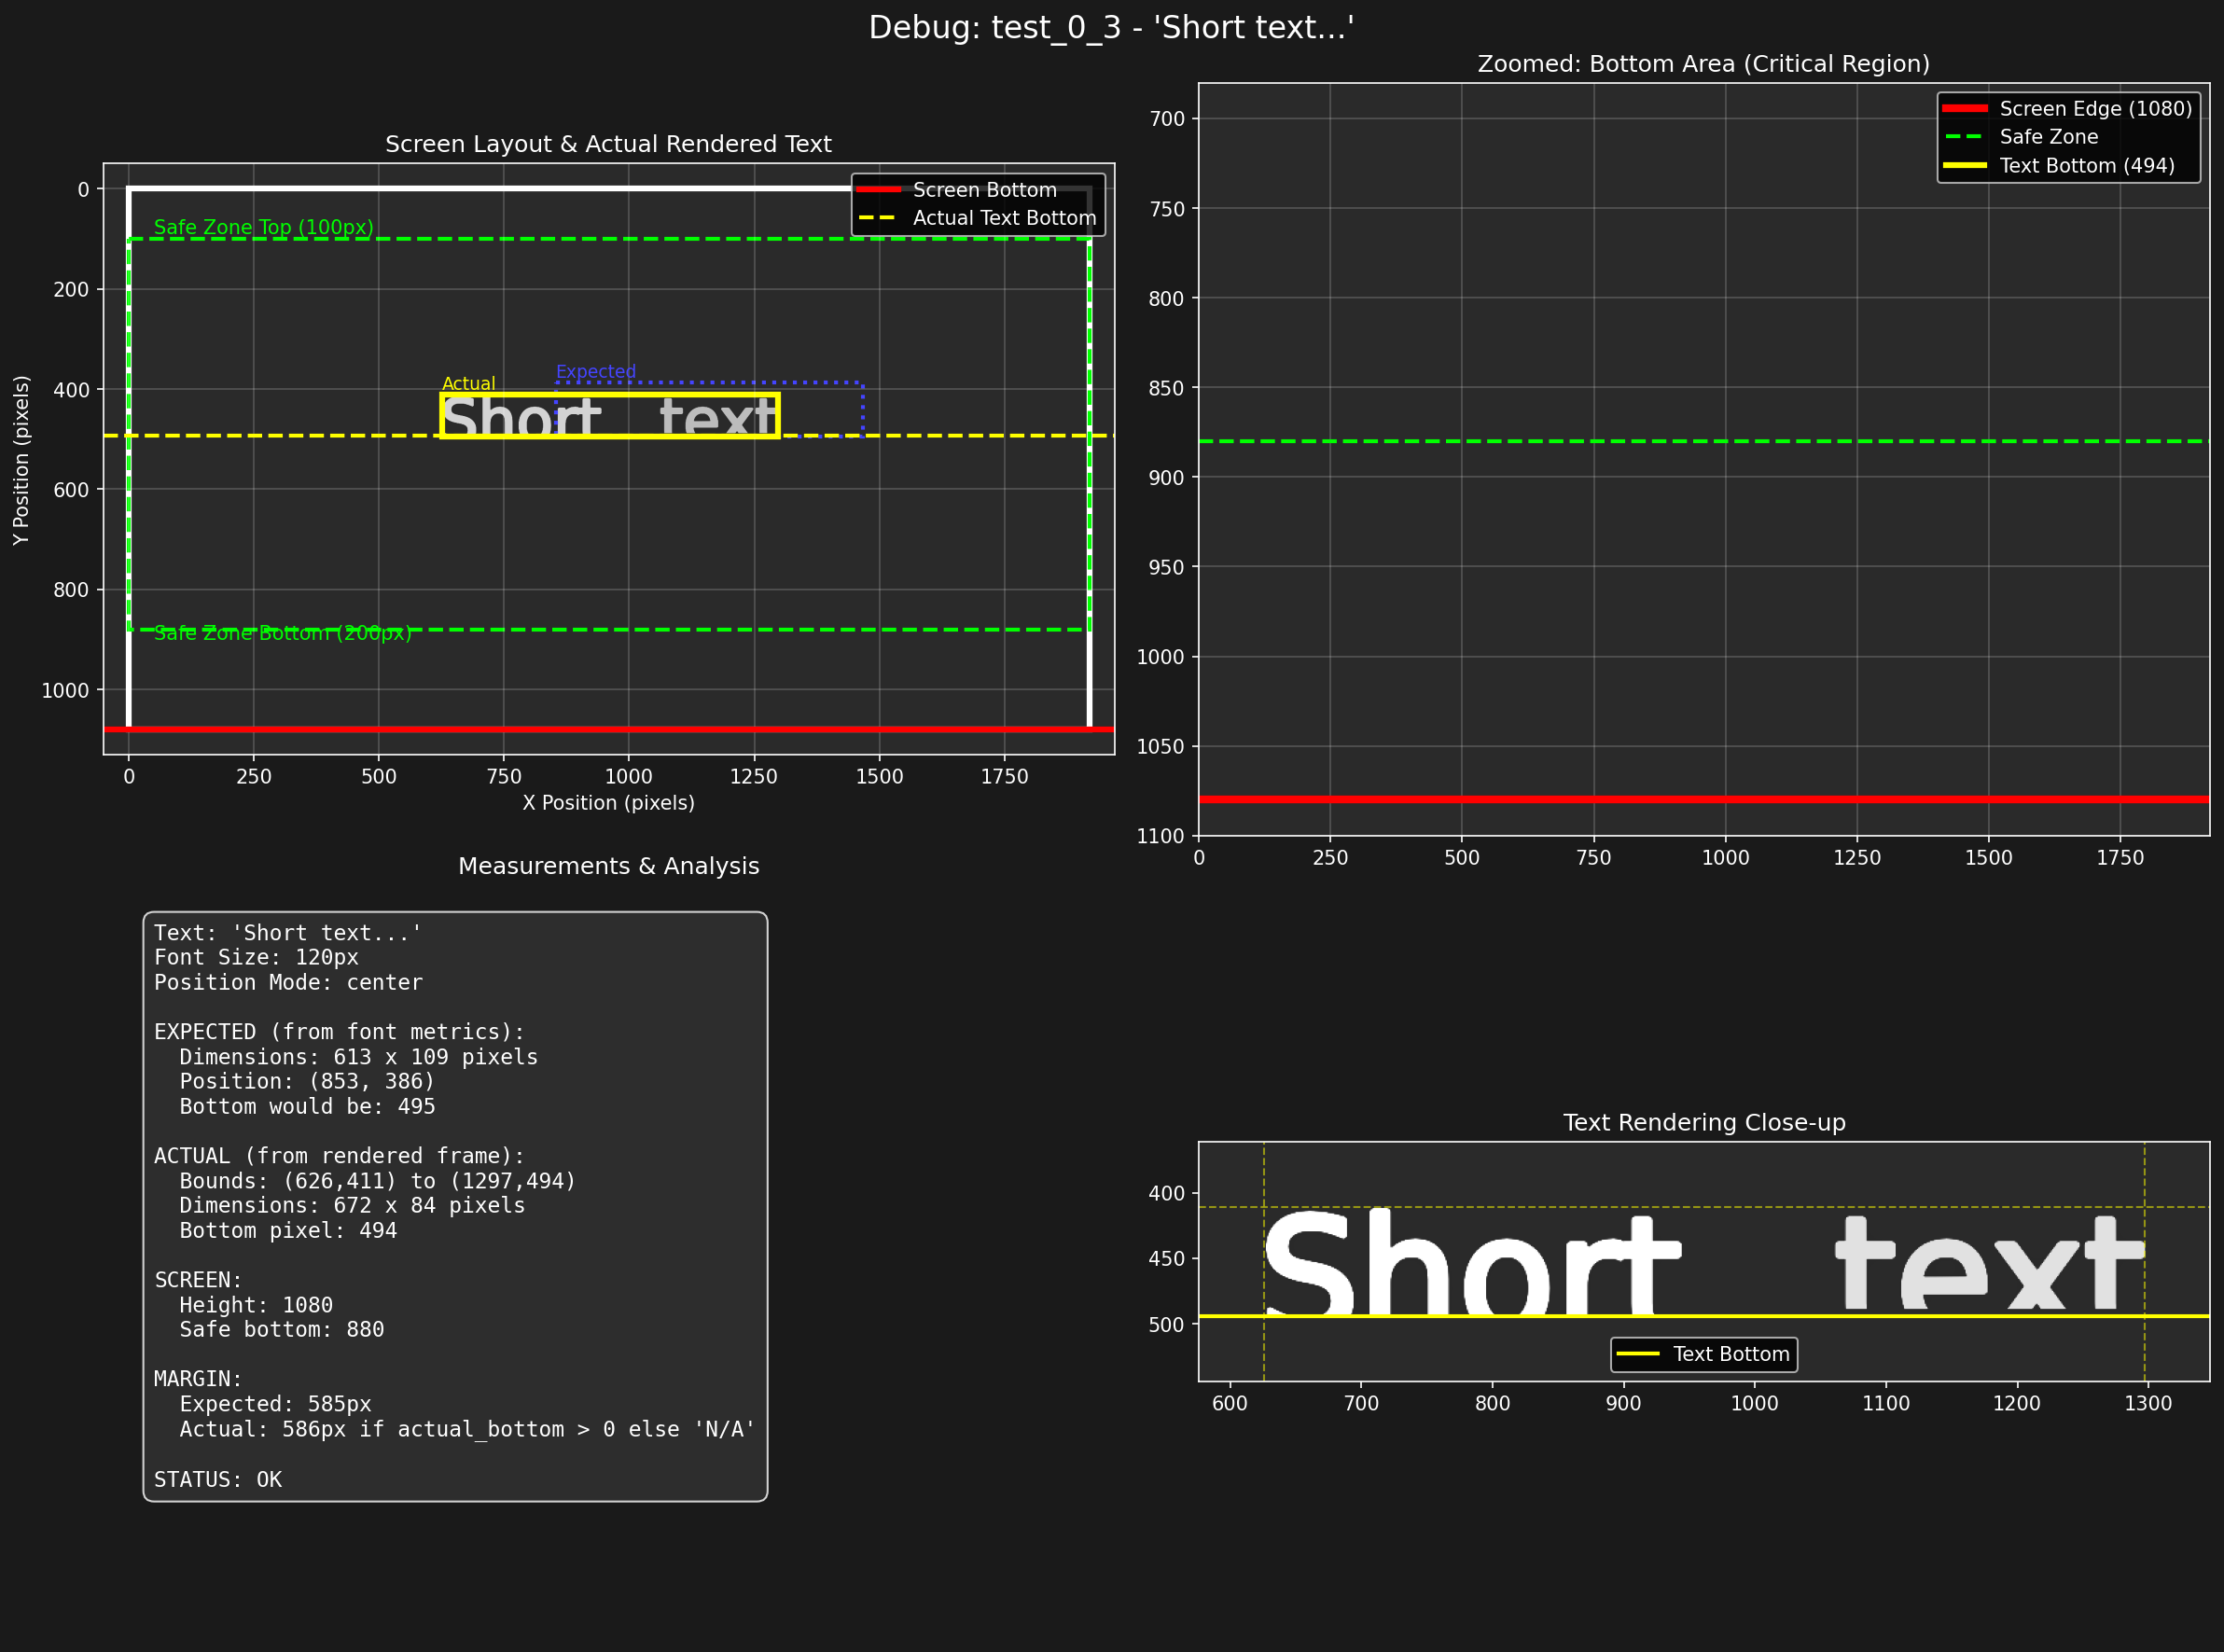 Debug: test_0_3 - 'Short text...'
Screen Layout & Actual Rendered Text
Screen Bottom
Actual Text Bottom
Safe Zone Top (100px)
Expected
Actual
Short text
Safe Zone Bottom (200px)
0
200
400
600
800
1000
Y Position (pixels)
0 250 500 750 1000 1250 1500 1750
X Position (pixels)
Zoomed: Bottom Area (Critical Region)
Screen Edge (1080)
Safe Zone
Text Bottom (494)
700
750
800
850
900
950
1000
1050
1100
0 250 500 750 1000 1250 1500 1750
Measurements & Analysis
Text: 'Short text...'
Font Size: 120px
Position Mode: center
EXPECTED (from font metrics):
Dimensions: 613 x 109 pixels
Position: (853, 386)
Bottom would be: 495
ACTUAL (from rendered frame):
Bounds: (626,411) to (1297,494)
Dimensions: 672 x 84 pixels
Bottom pixel: 494
SCREEN:
Height: 1080
Safe bottom: 880
MARGIN:
Expected: 585px
Actual: 586px if actual_bottom > 0 else 'N/A'
STATUS: OK
Text Rendering Close-up
400
450
500
Short text
Text Bottom
600 700 800 900 1000 1100 1200 1300